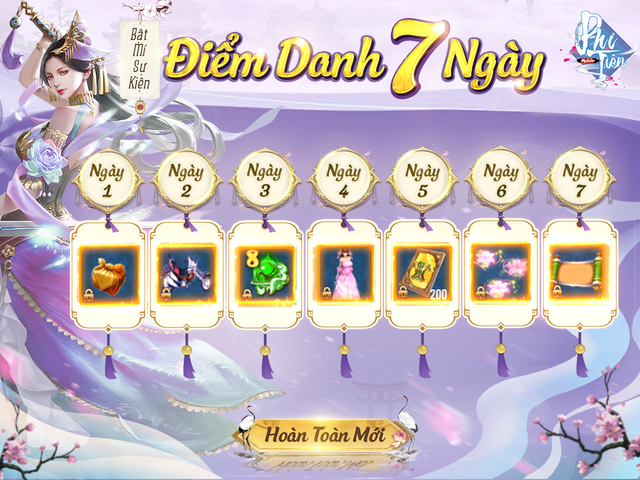 Bật
Mí
Sự
Kiện
Điểm Danh 7 Ngày
Phi
Tiên
Mobile
Ngày
1
Ngày
2
Ngày
3
Ngày
4
Ngày
5
Ngày
6
Ngày
7
8
200
Hoàn Toàn Mới